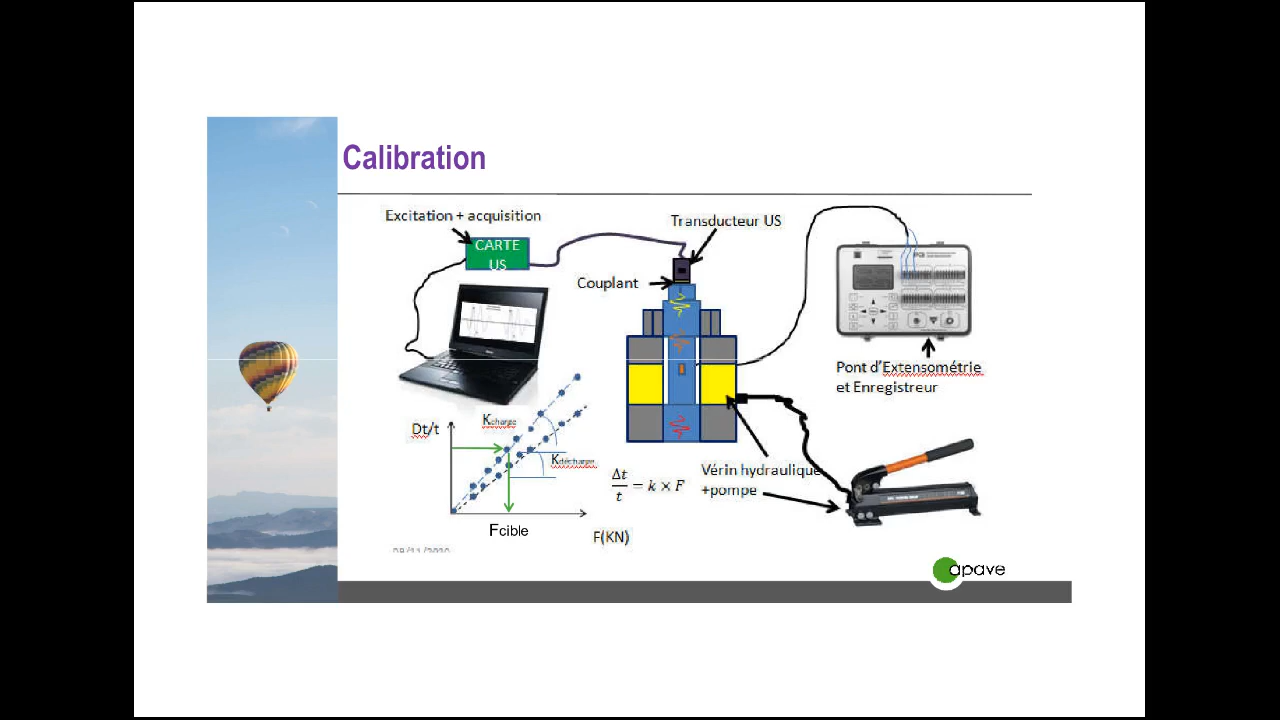 Calibration
Excitation + acquisition
CARTE
US
Transducteur US
Couplant
Pont d'Extensométrie
et Enregistreur
Dt/t
Kcharge
Kdécharge
Δt/t = k × F
Vérin hydraulique
+pompe
Fcible
F(KN)
apave